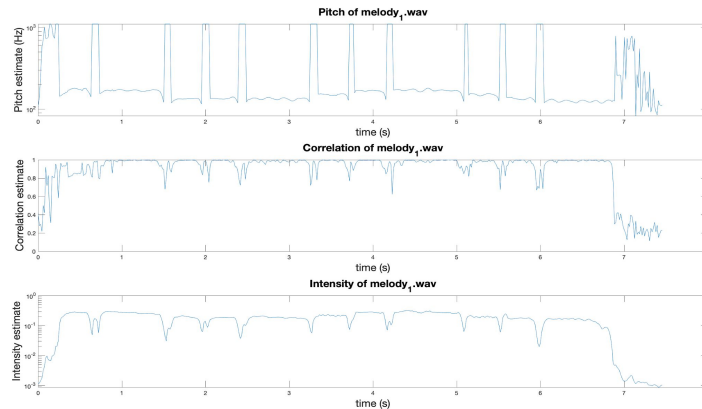 Pitch of melody₁.wav
Pitch estimate (Hz)
10³
10²
0 1 2 3 4 5 6 7
time (s)
Correlation of melody₁.wav
Correlation estimate
1
0.8
0.6
0.4
0.2
0
0 1 2 3 4 5 6 7
time (s)
Intensity of melody₁.wav
Intensity estimate
10⁰
10⁻¹
10⁻²
10⁻³
0 1 2 3 4 5 6 7
time (s)